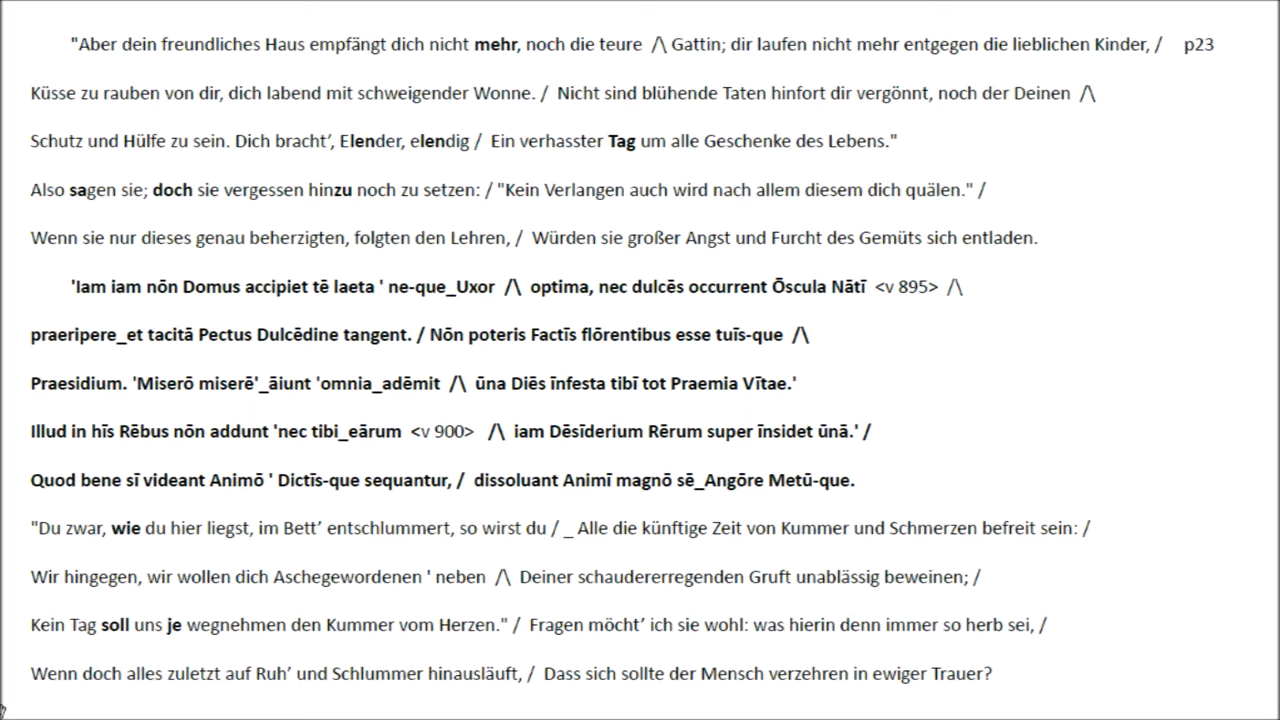 "Aber dein freundliches Haus empfängt dich nicht mehr, noch die teure /\ Gattin; dir laufen nicht mehr entgegen die lieblichen Kinder, / p23
Küsse zu rauben von dir, dich labend mit schweigender Wonne. / Nicht sind blühende Taten hinfort dir vergönnt, noch der Deinen /\
Schutz und Hülfe zu sein. Dich bracht’, Elender, elendig / Ein verhasster Tag um alle Geschenke des Lebens."
Also sagen sie; doch sie vergessen hinzu noch zu setzen: / "Kein Verlangen auch wird nach allem diesem dich quälen." /
Wenn sie nur dieses genau beherzigten, folgten den Lehren, / Würden sie großer Angst und Furcht des Gemüts sich entladen.
'Iam iam nōn Domus accipiet tē laeta ' ne-que_Uxor /\ optima, nec dulcēs occurrent Ōscula Nātī <v 895> /\
praeripere_et tacitā Pectus Dulcēdine tangent. / Nōn poteris Factīs flōrentibus esse tuīs-que /\
Praesidium. 'Miserō miserē'_āiunt 'omnia_adēmit /\ ūna Diēs īnfesta tibī tot Praemia Vītae.'
Illud in hīs Rēbus nōn addunt 'nec tibi_eārum <v 900> /\ iam Dēsīderium Rērum super īnsidet ūnā.' /
Quod bene sī videant Animō ' Dictīs-que sequantur, / dissoluant Animī magnō sē_Angōre Metū-que.
"Du zwar, wie du hier liegst, im Bett’ entschlummert, so wirst du / _ Alle die künftige Zeit von Kummer und Schmerzen befreit sein: /
Wir hingegen, wir wollen dich Aschegewordenen ' neben /\ Deiner schaudererregenden Gruft unablässig beweinen; /
Kein Tag soll uns je wegnehmen den Kummer vom Herzen." / Fragen möcht’ ich sie wohl: was hierin denn immer so herb sei, /
Wenn doch alles zuletzt auf Ruh’ und Schlummer hinausläuft, / Dass sich sollte der Mensch verzehren in ewiger Trauer?